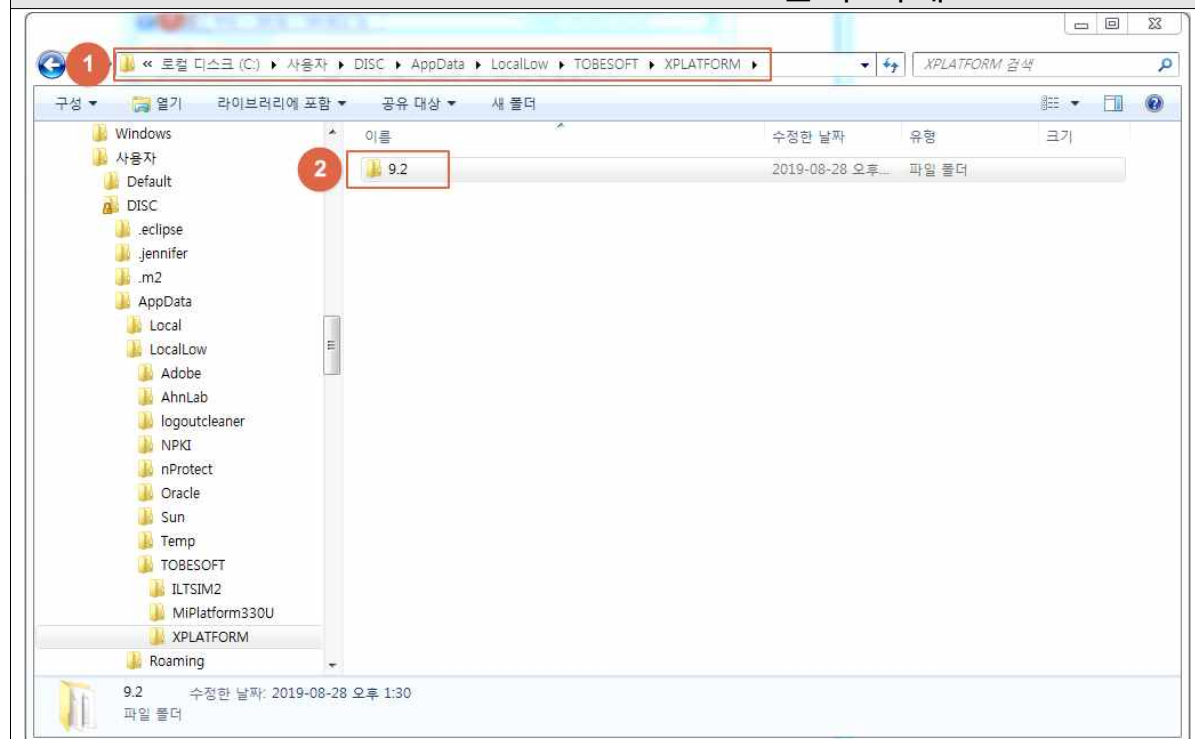 1
« 로컬 디스크 (C:) ▸ 사용자 ▸ DISC ▸ AppData ▸ LocalLow ▸ TOBESOFT ▸ XPLATFORM ▸
XPLATFORM 검색
구성 ▾ 열기 라이브러리에 포함 ▾ 공유 대상 ▾ 새 폴더
이름 수정한 날짜 유형 크기
2
9.2 2019-08-28 오후... 파일 폴더
Windows
사용자
Default
DISC
.eclipse
.jennifer
.m2
AppData
Local
LocalLow
Adobe
AhnLab
logoutcleaner
NPKI
nProtect
Oracle
Sun
Temp
TOBESOFT
ILTSIM2
MiPlatform330U
XPLATFORM
Roaming
9.2 수정한 날짜: 2019-08-28 오후 1:30
파일 폴더